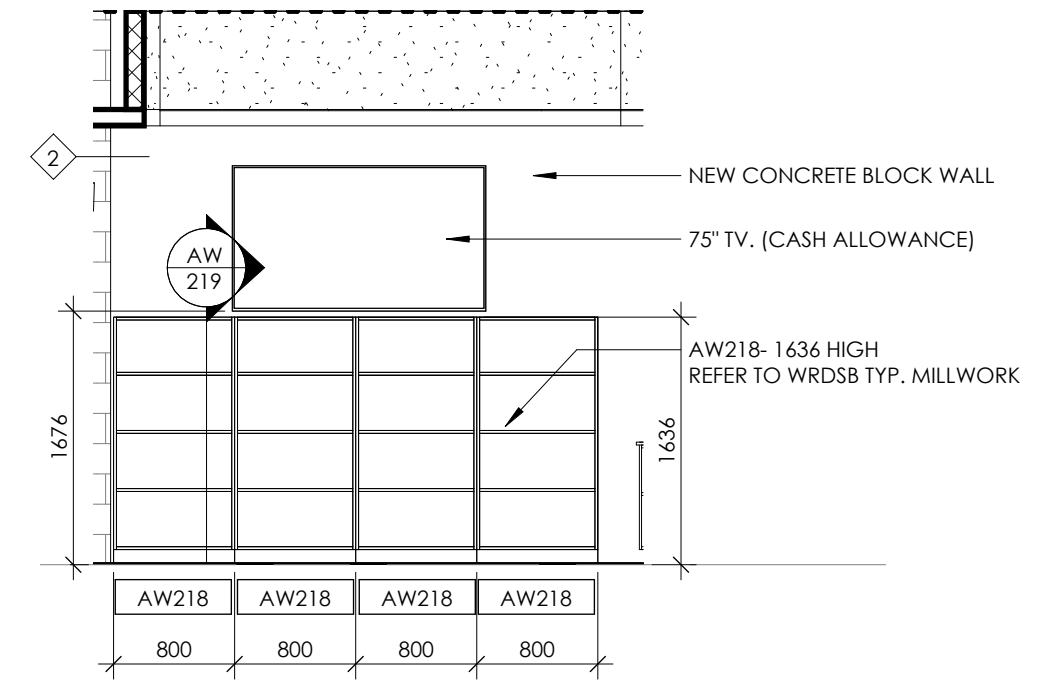 2
NEW CONCRETE BLOCK WALL
75" TV. (CASH ALLOWANCE)
AW
219
AW218- 1636 HIGH
REFER TO WRDSB TYP. MILLWORK
1676
1636
AW218 AW218 AW218 AW218
800 800 800 800